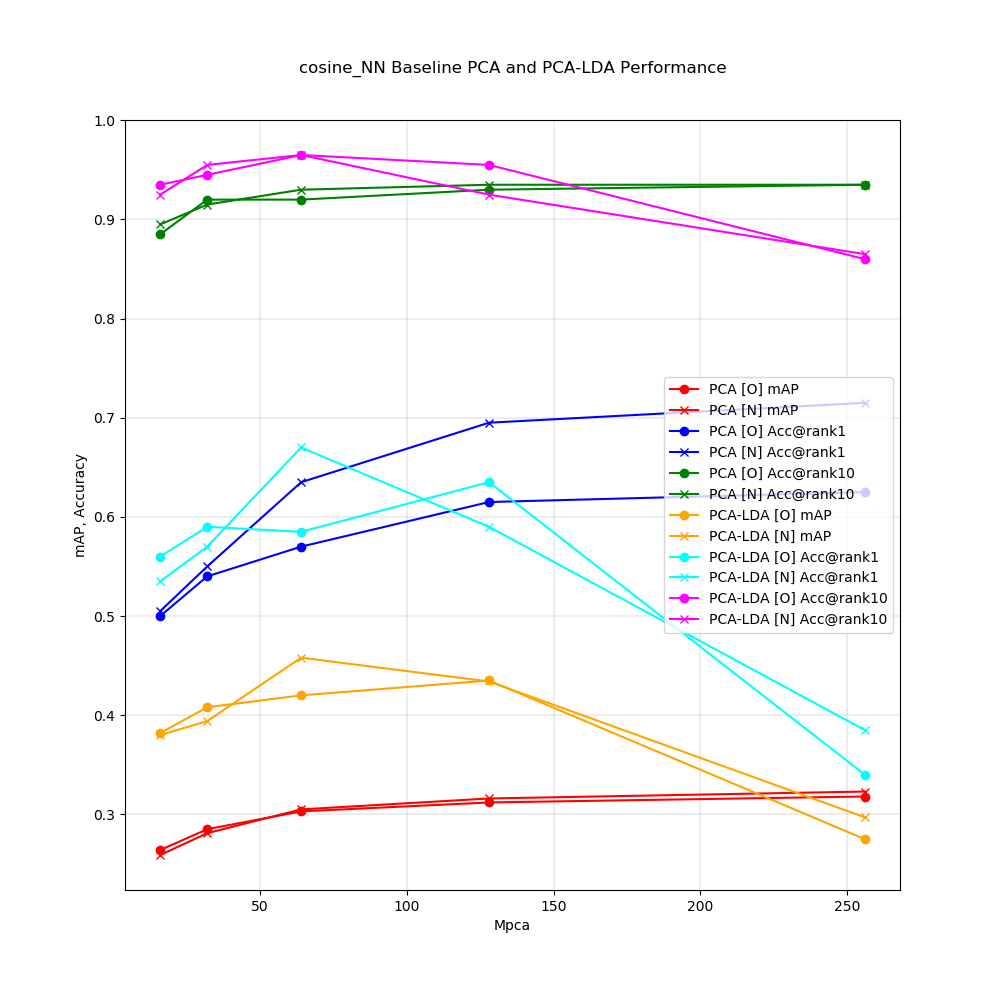 cosine_NN Baseline PCA and PCA-LDA Performance
1.0
0.9
0.8
0.7
0.6
0.5
0.4
0.3
mAP, Accuracy
PCA [O] mAP
PCA [N] mAP
PCA [O] Acc@rank1
PCA [N] Acc@rank1
PCA [O] Acc@rank10
PCA [N] Acc@rank10
PCA-LDA [O] mAP
PCA-LDA [N] mAP
PCA-LDA [O] Acc@rank1
PCA-LDA [N] Acc@rank1
PCA-LDA [O] Acc@rank10
PCA-LDA [N] Acc@rank10
50 100 150 200 250
Mpca